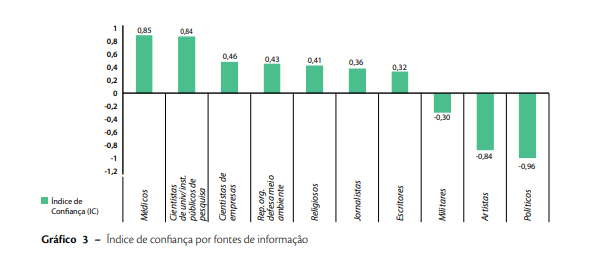 1
0,8
0,6
0,4
0,2
0
-0,2
-0,4
-0,6
-0,8
-1
-1,2
0,85
0,84
0,46
0,43
0,41
0,36
0,32
-0,30
-0,84
-0,96
Índice de
Confiança (IC)
Médicos
Cientistas
de univ/inst.
públicos de
pesquisa
Cientistas de
empresas
Rep. org.
defesa meio
ambiente
Religiosos
Jornalistas
Escritores
Militares
Artistas
Políticos
Gráfico 3 – Índice de confiança por fontes de informação